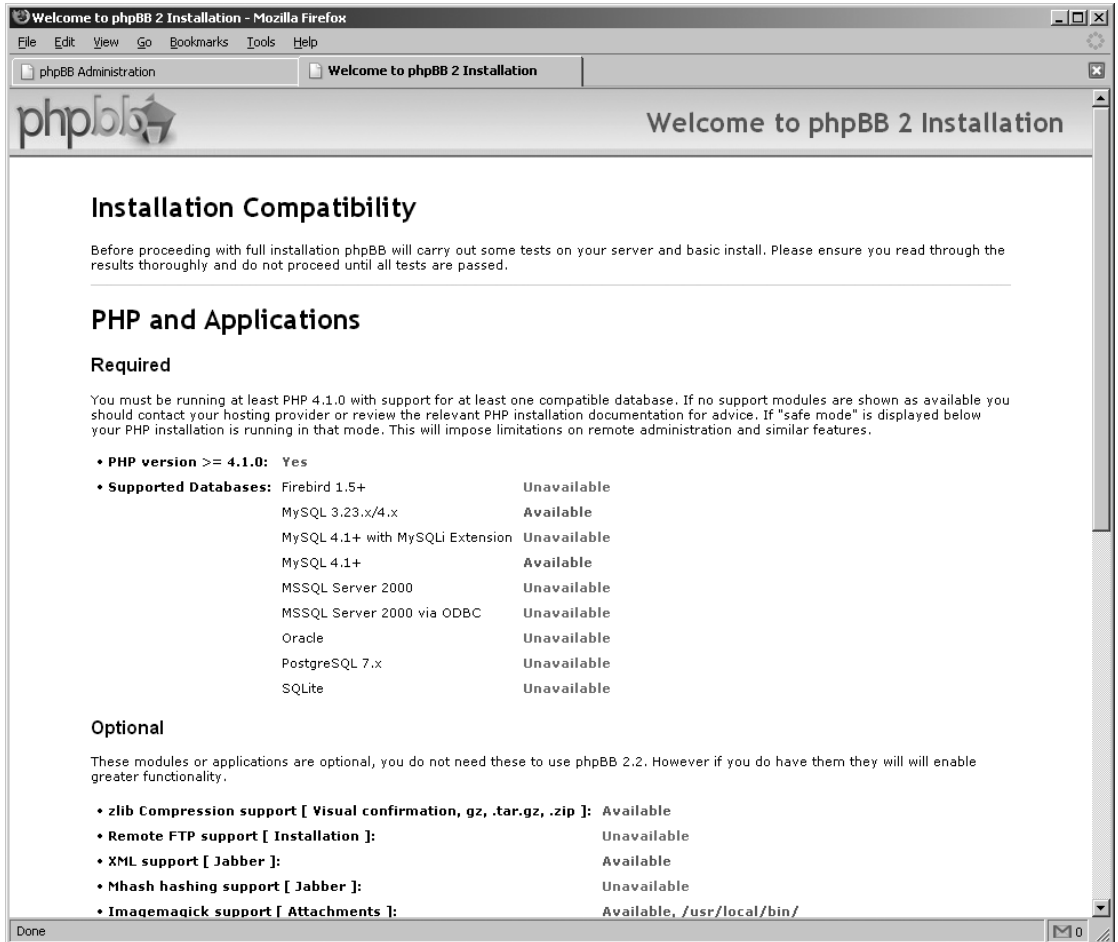 Welcome to phpBB 2 Installation - Mozilla Firefox
File Edit View Go Bookmarks Tools Help
phpBB Administration
Welcome to phpBB 2 Installation
phpbb
Welcome to phpBB 2 Installation
Installation Compatibility
Before proceeding with full installation phpBB will carry out some tests on your server and basic install. Please ensure you read through the
results thoroughly and do not proceed until all tests are passed.
PHP and Applications
Required
You must be running at least PHP 4.1.0 with support for at least one compatible database. If no support modules are shown as available you
should contact your hosting provider or review the relevant PHP installation documentation for advice. If "safe mode" is displayed below
your PHP installation is running in that mode. This will impose limitations on remote administration and similar features.
• PHP version >= 4.1.0: Yes
• Supported Databases: Firebird 1.5+ Unavailable
MySQL 3.23.x/4.x Available
MySQL 4.1+ with MySQLi Extension Unavailable
MySQL 4.1+ Available
MSSQL Server 2000 Unavailable
MSSQL Server 2000 via ODBC Unavailable
Oracle Unavailable
PostgreSQL 7.x Unavailable
SQLite Unavailable
Optional
These modules or applications are optional, you do not need these to use phpBB 2.2. However if you do have them they will will enable
greater functionality.
• zlib Compression support [ Visual confirmation, gz, .tar.gz, .zip ]: Available
• Remote FTP support [ Installation ]: Unavailable
• XML support [ Jabber ]: Available
• Mhash hashing support [ Jabber ]: Unavailable
• Imagemagick support [ Attachments ]: Available, /usr/local/bin/
Done
0